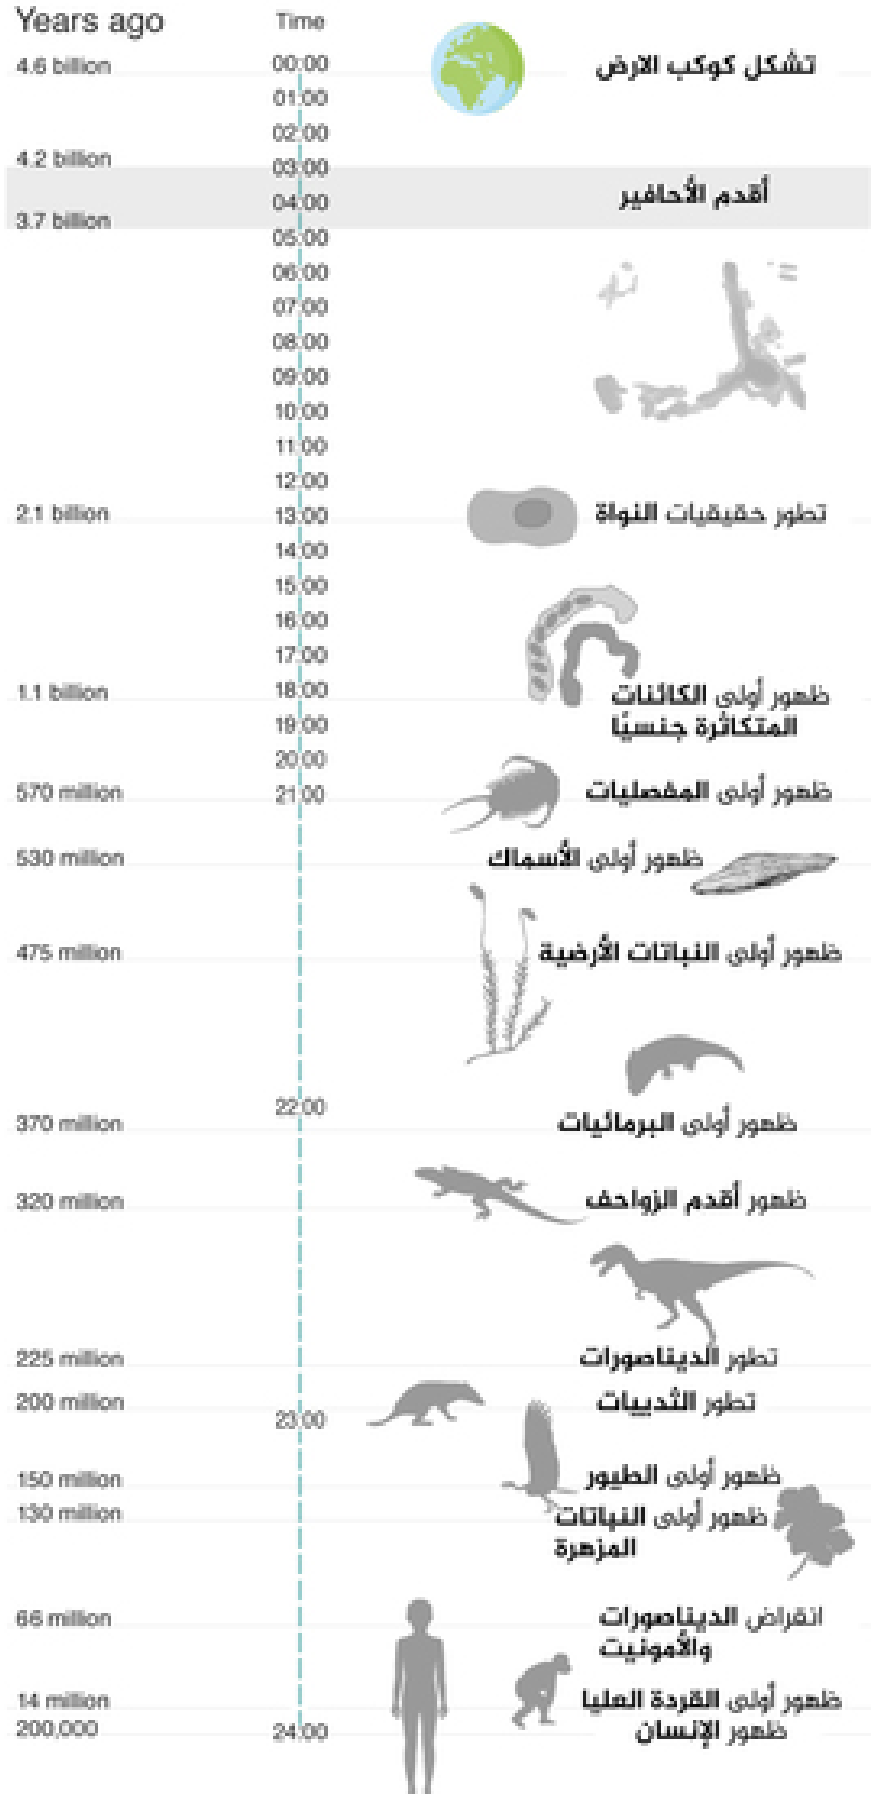 Years ago Time
4.6 billion 00:00 تشكل كوكب الارض
01:00
02:00
4.2 billion
03:00
أقدم الأحافير
04:00
3.7 billion
05:00
06:00
07:00
08:00
09:00
10:00
11:00
12:00
2.1 billion 13:00 تطور حقيقيات النواة
14:00
15:00
16:00
17:00
1.1 billion 18:00 ظهور أولى الكائنات
المتكاثرة جنسيًا
19:00
20:00
570 million 21:00 ظهور أولى المفصليات
530 million ظهور أولى الأسماك
475 million ظهور أولى النباتات الأرضية
22:00
370 million ظهور أولى البرمائيات
320 million ظهور أقدم الزواحف
225 million تطور الديناصورات
200 million تطور الثدييات
23:00
150 million ظهور أولى الطيور
130 million ظهور أولى النباتات
المزهرة
66 million انقراض الديناصورات
والأمونيت
14 million ظهور أولى القردة العليا
200,000 24:00 ظهور الإنسان